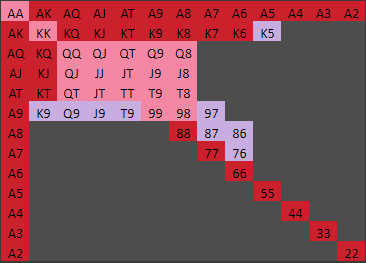 AA AK AQ AJ AT A9 A8 A7 A6 A5 A4 A3 A2
AK KK KQ KJ KT K9 K8 K7 K6 K5
AQ KQ QQ QJ QT Q9 Q8
AJ KJ QJ JJ JT J9 J8
AT KT QT JT TT T9 T8
A9 K9 Q9 J9 T9 99 98 97
A8 88 87 86
A7 77 76
A6 66
A5 55
A4 44
A3 33
A2 22